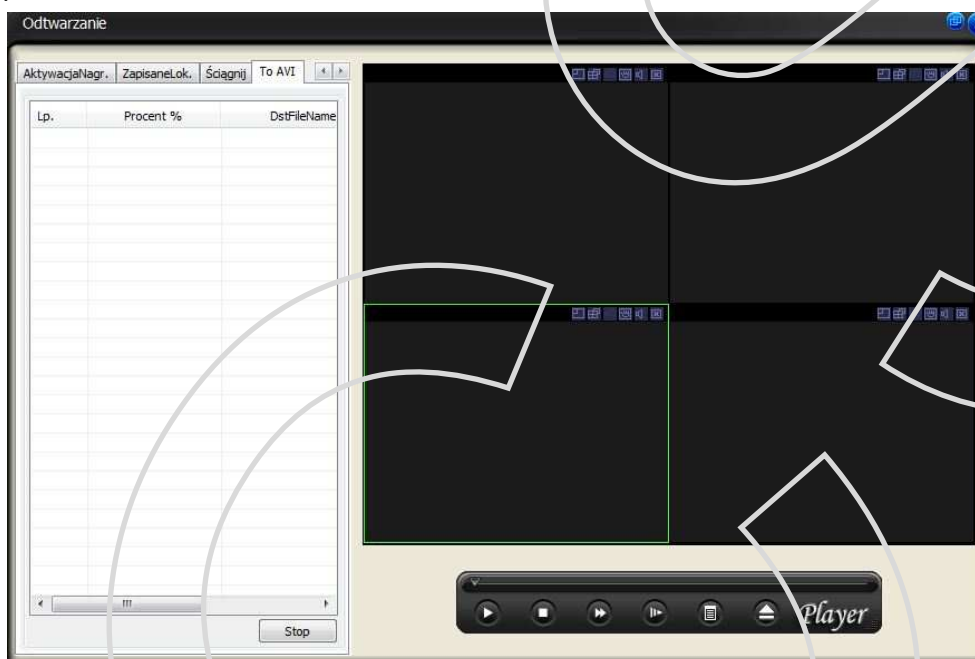 Odtwarzanie
AktywacjaNagr. ZapisaneLok. Ściągnij To AVI
Lp. Procent % DstFileName
Stop
Player